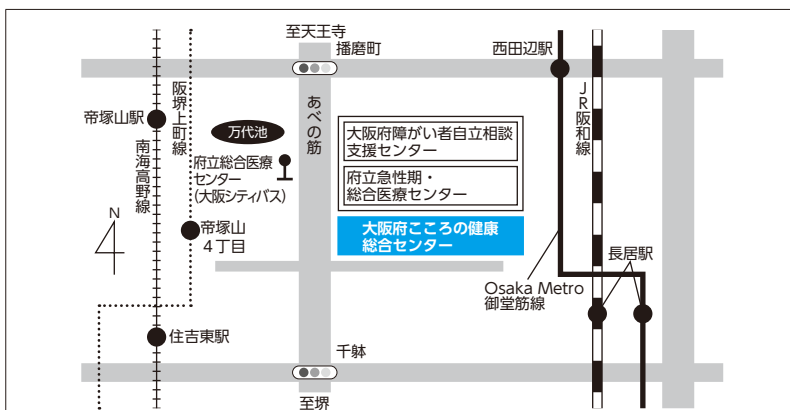 至天王寺
播磨町
西田辺駅
阪堺上町線
帝塚山駅
南海高野線
万代池
府立総合医療
センター
(大阪シティバス)
あべの筋
大阪府障がい者自立相談
支援センター
府立急性期・
総合医療センター
大阪府こころの健康
総合センター
JR阪和線
N
帝塚山
4丁目
長居駅
Osaka Metro
御堂筋線
住吉東駅
千躰
至堺